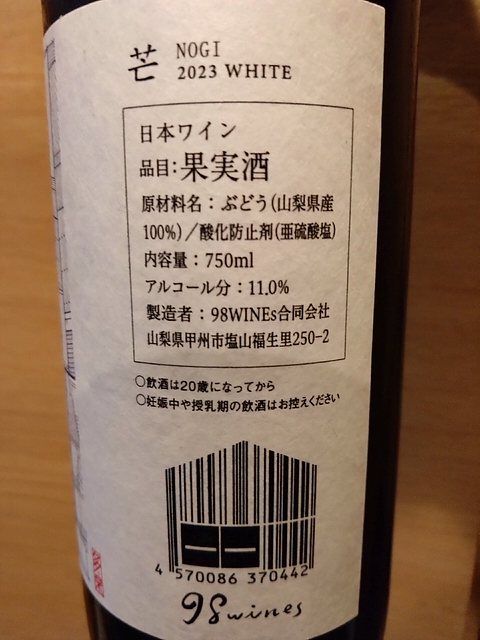 芒 NOGI
2023 WHITE
日本ワイン
品目:果実酒
原材料名：ぶどう(山梨県産
100%)／酸化防止剤(亜硫酸塩)
内容量：750ml
アルコール分：11.0%
製造者：98WINEs合同会社
山梨県甲州市塩山福生里250-2
○飲酒は20歳になってから
○妊娠中や授乳期の飲酒はお控えください
4 570086 370442
98wines